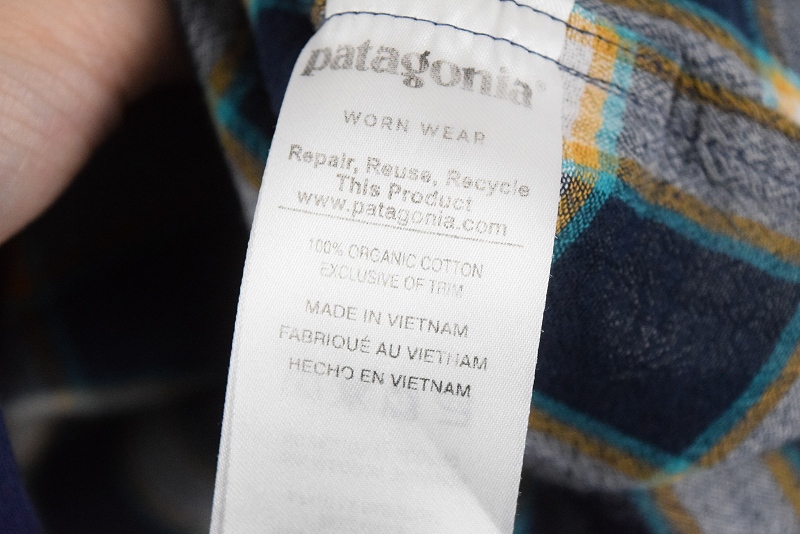 patagonia
WORN WEAR
Repair, Reuse, Recycle
This Product
www.patagonia.com
100% ORGANIC COTTON
EXCLUSIVE OF TRIM
MADE IN VIETNAM
FABRIQUÉ AU VIETNAM
HECHO EN VIETNAM